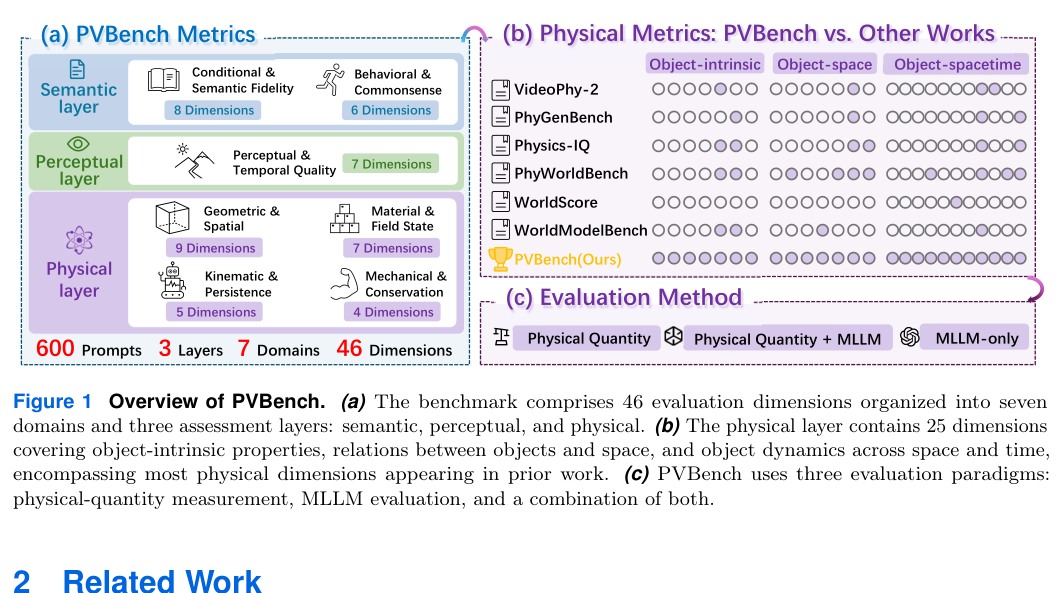 (a) PVBench Metrics
Semantic
layer
Conditional &
Semantic Fidelity
8 Dimensions
Behavioral &
Commonsense
6 Dimensions
Perceptual
layer
Perceptual &
Temporal Quality
7 Dimensions
Physical
layer
Geometric &
Spatial
9 Dimensions
Material &
Field State
7 Dimensions
Kinematic &
Persistence
5 Dimensions
Mechanical &
Conservation
4 Dimensions
600 Prompts 3 Layers 7 Domains 46 Dimensions
(b) Physical Metrics: PVBench vs. Other Works
Object-intrinsic Object-space Object-spacetime
VideoPhy-2
PhyGenBench
Physics-IQ
PhyWorldBench
WorldScore
WorldModelBench
PVBench(Ours)
(c) Evaluation Method
Physical Quantity Physical Quantity + MLLM MLLM-only
Figure 1 Overview of PVBench. (a) The benchmark comprises 46 evaluation dimensions organized into seven
domains and three assessment layers: semantic, perceptual, and physical. (b) The physical layer contains 25 dimensions
covering object-intrinsic properties, relations between objects and space, and object dynamics across space and time,
encompassing most physical dimensions appearing in prior work. (c) PVBench uses three evaluation paradigms:
physical-quantity measurement, MLLM evaluation, and a combination of both.
2 Related Work